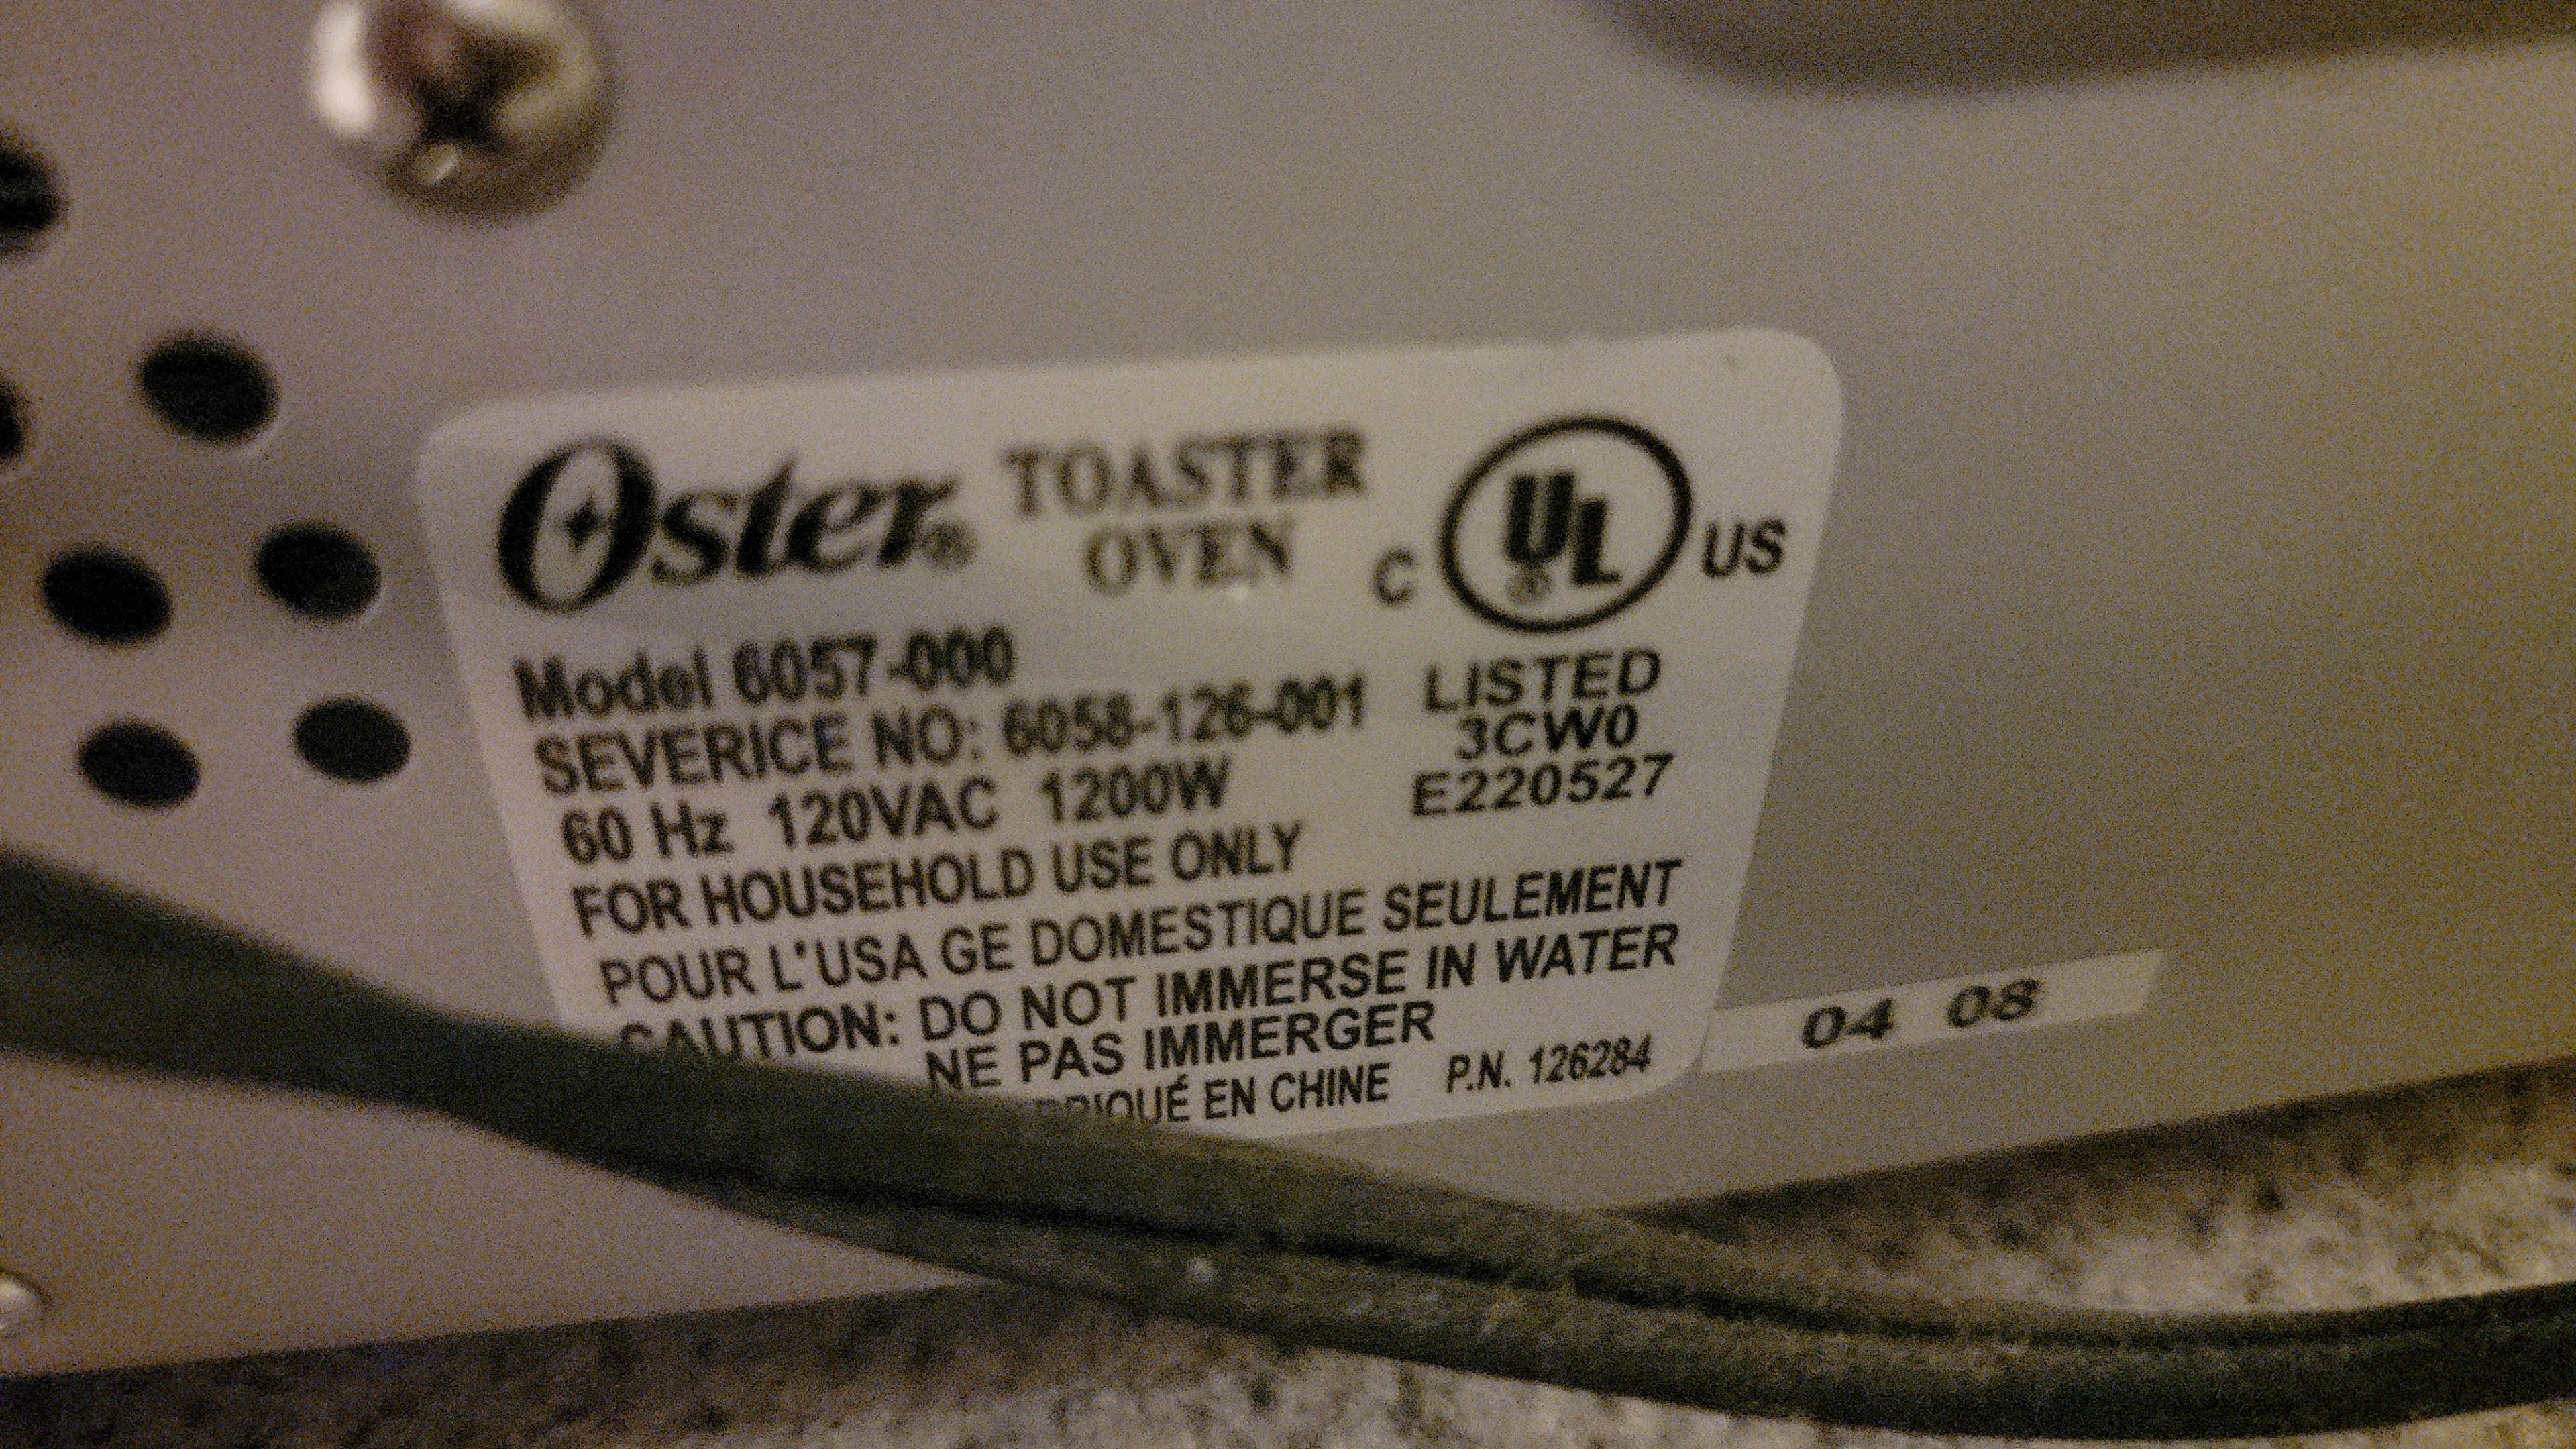 Oster® TOASTER OVEN
C UL® US
Model 6057-000
SEVERICE NO: 6058-126-001
60 Hz 120VAC 1200W
LISTED
3CW0
E220527
FOR HOUSEHOLD USE ONLY
POUR L'USA GE DOMESTIQUE SEULEMENT
CAUTION: DO NOT IMMERSE IN WATER
NE PAS IMMERGER
EN CHINE P.N. 126284
04 08